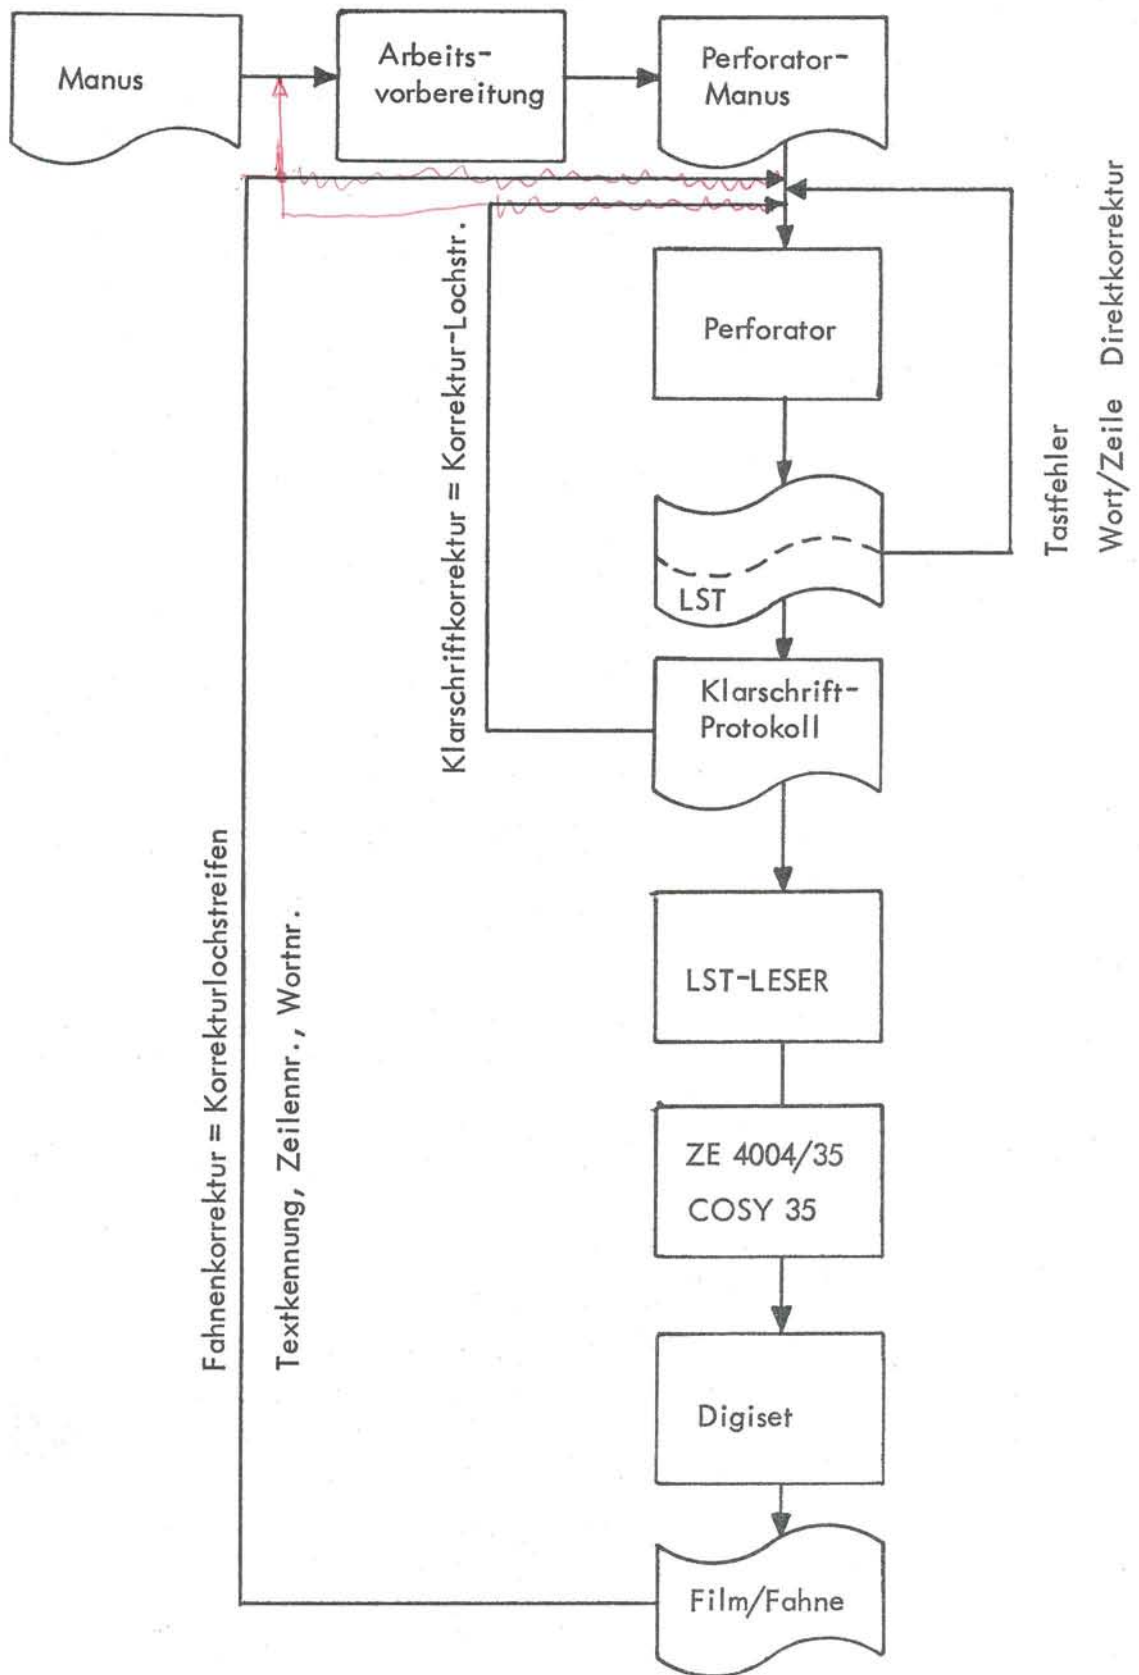 Manus
Arbeits-
vorbereitung
Perforator-
Manus
Perforator
LST
Klarschrift-
Protokoll
LST-LESER
ZE 4004/35
COSY 35
Digiset
Film/Fahne
Fahnenkorrektur = Korrekturlochstreifen
Textkennung, Zeilennr., Wortnr.
Klarschriftkorrektur = Korrektur-Lochstr.
Tastfehler
Wort/Zeile Direktkorrektur